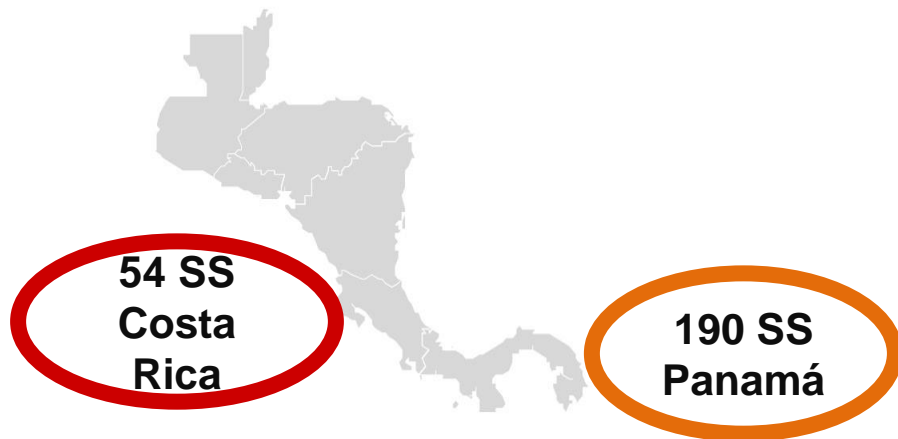 54 SS
Costa
Rica
190 SS
Panamá